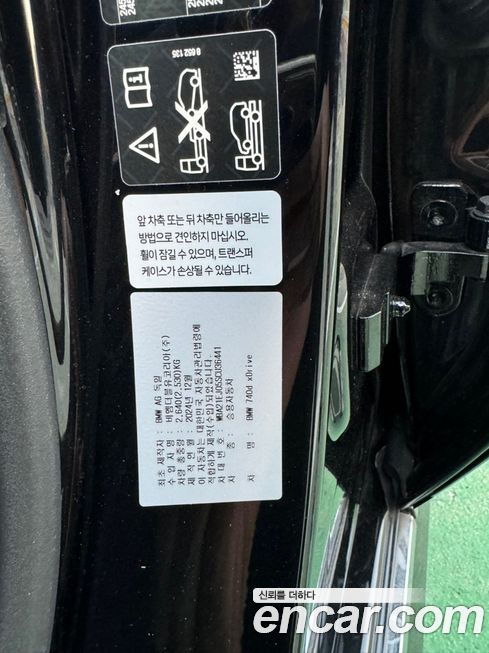 8 652 135
앞 차축 또는 뒤 차축만 들어올리는
방법으로 견인하지 마십시오.
휠이 잠길 수 있으며, 트랜스퍼
케이스가 손상될 수 있습니다.
최초 제작자 : BMW AG 독일
수 입 자 명 : 비엠더블유코리아(주)
차량 총중량 : 2,640(2,530)KG
제 작 연 월 : 2024년 12월
이 자동차는 대한민국 자동차관리법령에
적합하게 제작(수입)되었습니다.
차 대 번 호 : WBA21EJ05SCU36441
차 종 : 승용자동차
차 명 : BMW 740d xDrive
신뢰를 더하다
encar.com